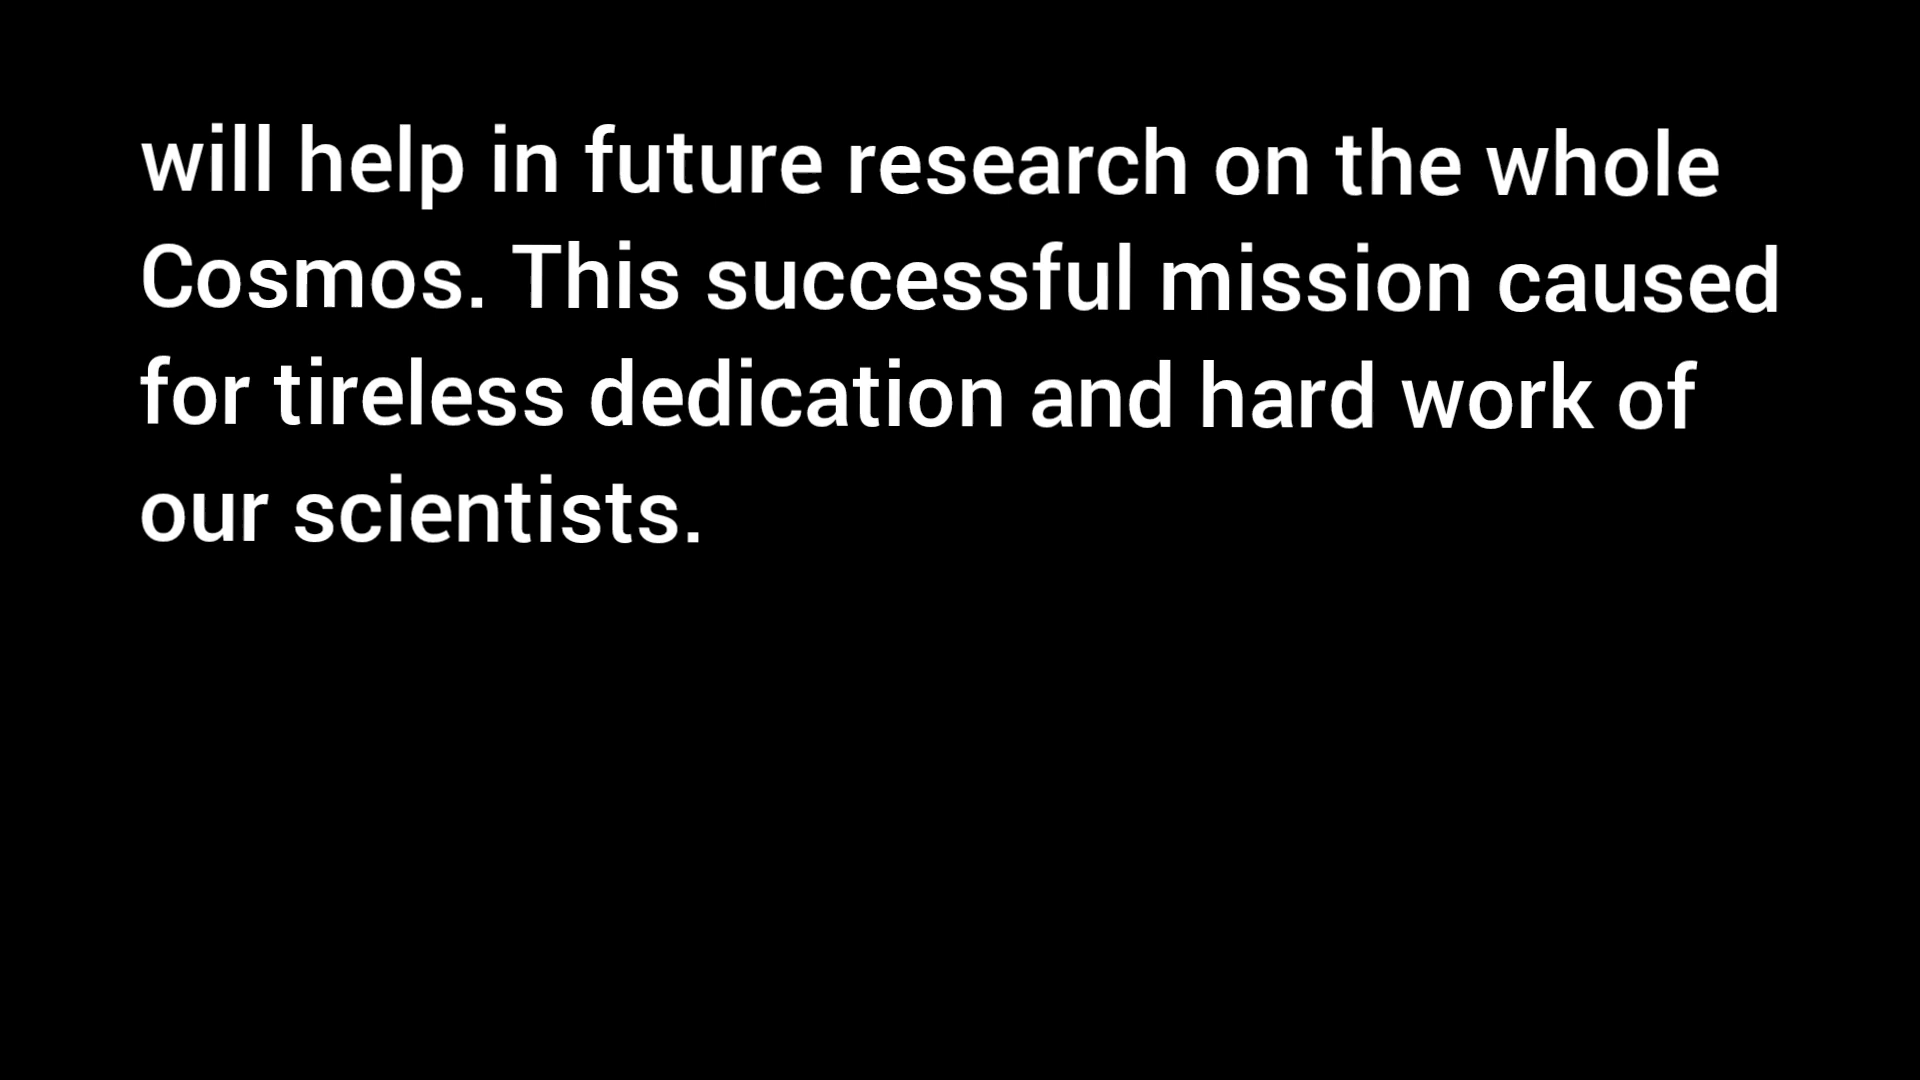 will help in future research on the whole
Cosmos. This successful mission caused
for tireless dedication and hard work of
our scientists.